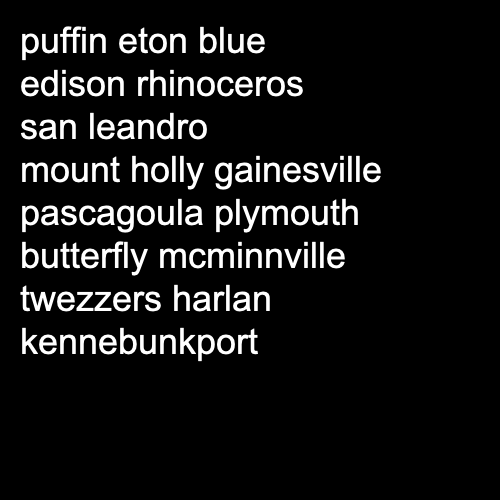 puffin eton blue
edison rhinoceros
san leandro
mount holly gainesville
pascagoula plymouth
butterfly mcminnville
twezzers harlan
kennebunkport